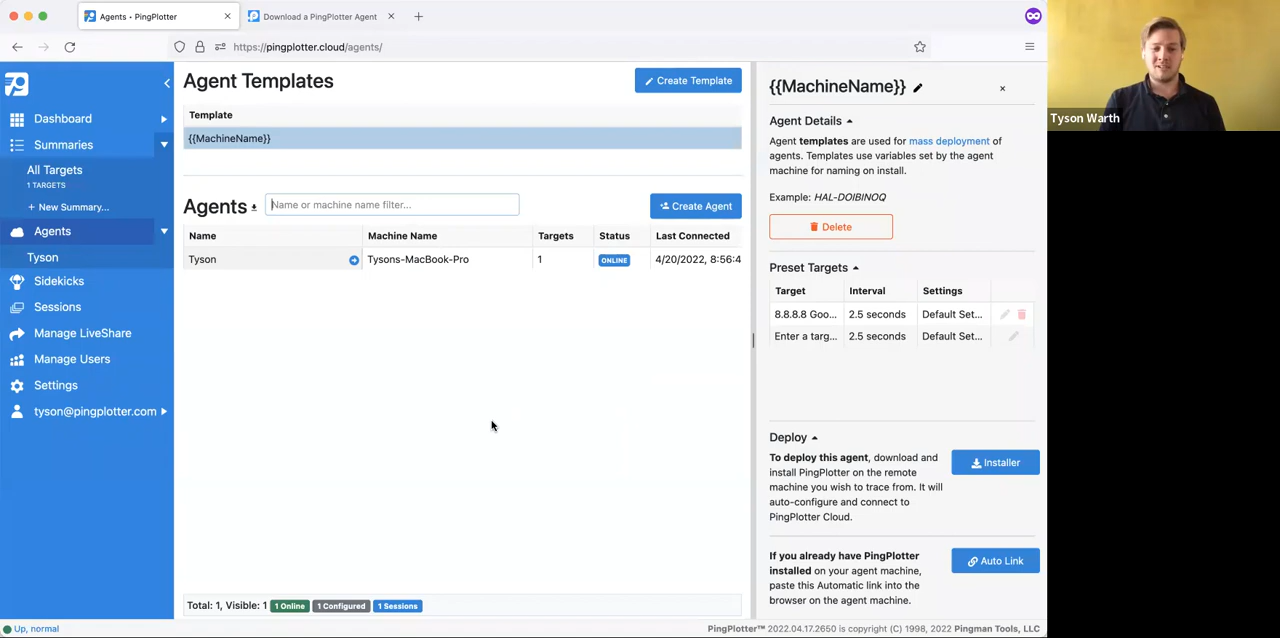 Agents • PingPlotter
Download a PingPlotter Agent
https://pingplotter.cloud/agents/
Dashboard
Summaries
All Targets
1 TARGETS
+ New Summary...
Agents
Tyson
Sidekicks
Sessions
Manage LiveShare
Manage Users
Settings
tyson@pingplotter.com
Agent Templates
Create Template
Template
{{MachineName}}
Agents
Name or machine name filter...
Create Agent
Name Machine Name Targets Status Last Connected
Tyson Tysons-MacBook-Pro 1 ONLINE 4/20/2022, 8:56:4
Total: 1, Visible: 1 1 Online 1 Configured 1 Sessions
{{MachineName}}
Agent Details
Agent templates are used for mass deployment of
agents. Templates use variables set by the agent
machine for naming on install.
Example: HAL-DOIBINOQ
Delete
Preset Targets
Target Interval Settings
8.8.8.8 Goo... 2.5 seconds Default Set...
Enter a targ... 2.5 seconds Default Set...
Deploy
To deploy this agent, download and
install PingPlotter on the remote
machine you wish to trace from. It will
auto-configure and connect to
PingPlotter Cloud.
Installer
If you already have PingPlotter
installed on your agent machine,
paste this Automatic link into the
browser on the agent machine.
Auto Link
Up, normal
PingPlotter™ 2022.04.17.2650 is copyright (C) 1998, 2022 Pingman Tools, LLC
Tyson Warth